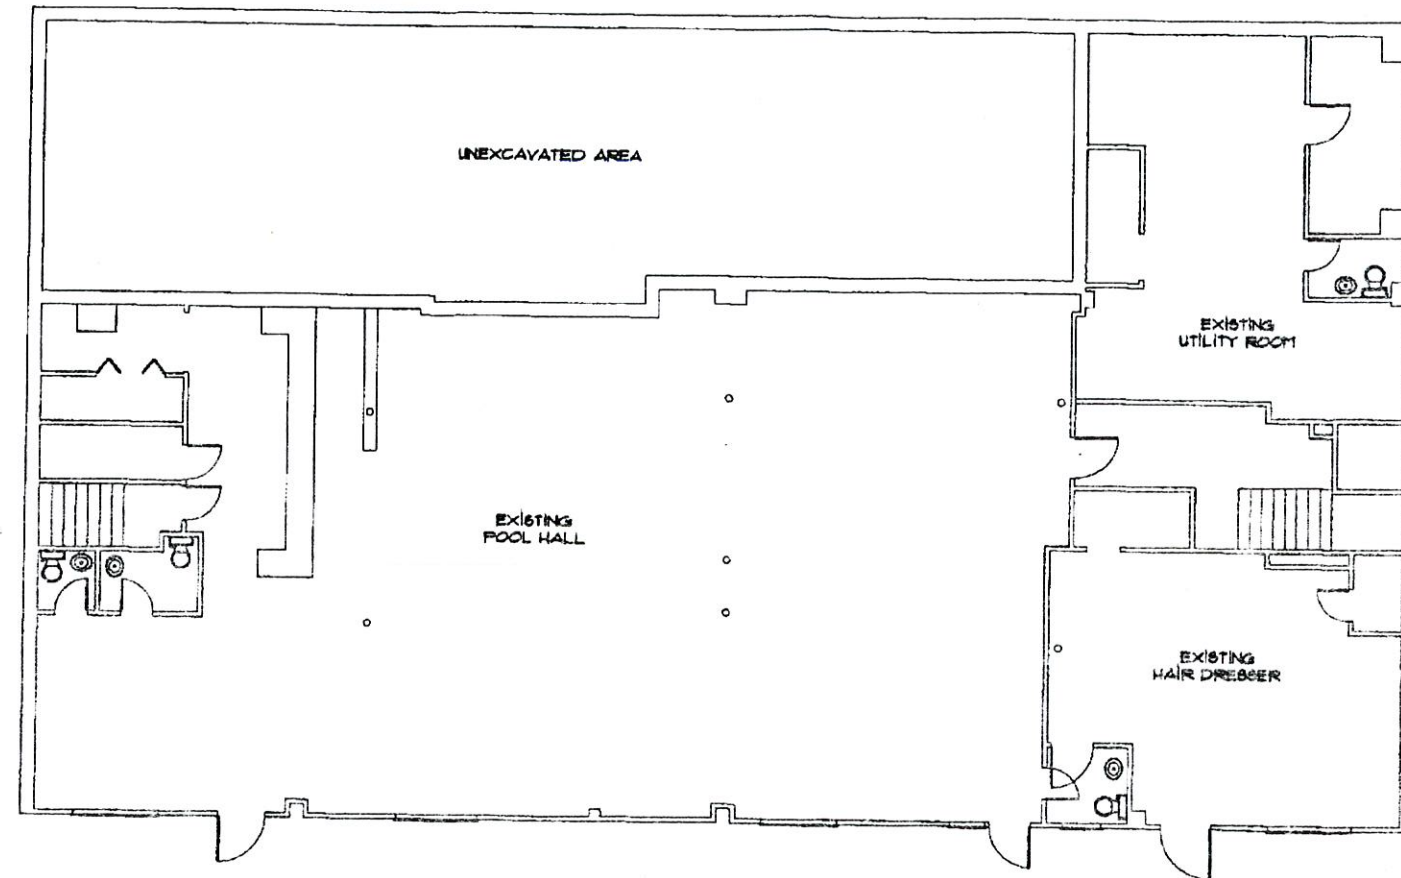 UNEXCAVATED AREA
EXISTING
UTILITY ROOM
EXISTING
POOL HALL
EXISTING
HAIR DRESSER